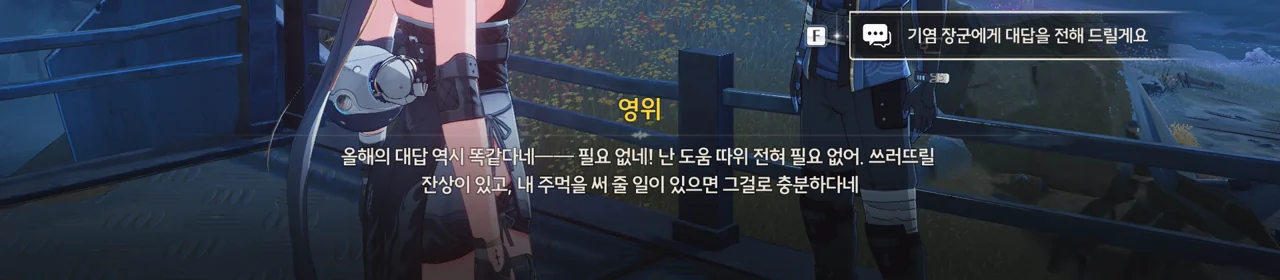 F
기염 장군에게 대답을 전해 드릴게요
영위
올해의 대답 역시 똑같다네—— 필요 없네! 난 도움 따위 전혀 필요 없어. 쓰러뜨릴
잔상이 있고, 내 주먹을 써 줄 일이 있으면 그걸로 충분하다네